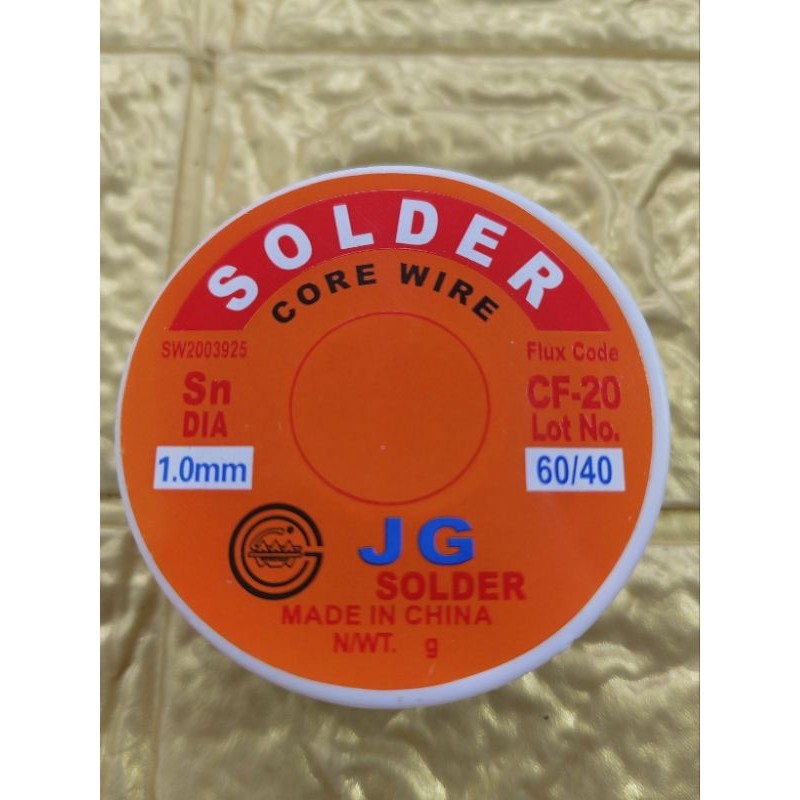 SOLDER
CORE WIRE
SW2003925
Flux Code
Sn
CF-20
DIA
Lot No.
1.0mm
60/40
JG
SOLDER
MADE IN CHINA
N/WT. g